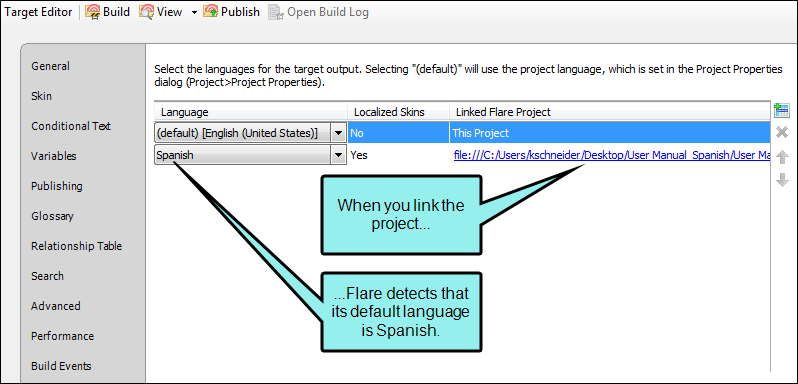 Target Editor Build View Publish Open Build Log
General
Skin
Conditional Text
Variables
Publishing
Glossary
Relationship Table
Search
Advanced
Performance
Build Events
Select the languages for the target output. Selecting "(default)" will use the project language, which is set in the Project Properties
dialog (Project>Project Properties).
Language Localized Skins Linked Flare Project
(default) [English (United States)] No This Project
Spanish Yes file:///C:/Users/kschneider/Desktop/User Manual_Spanish/User Ma
When you link the
project...
...Flare detects that
its default language
is Spanish.